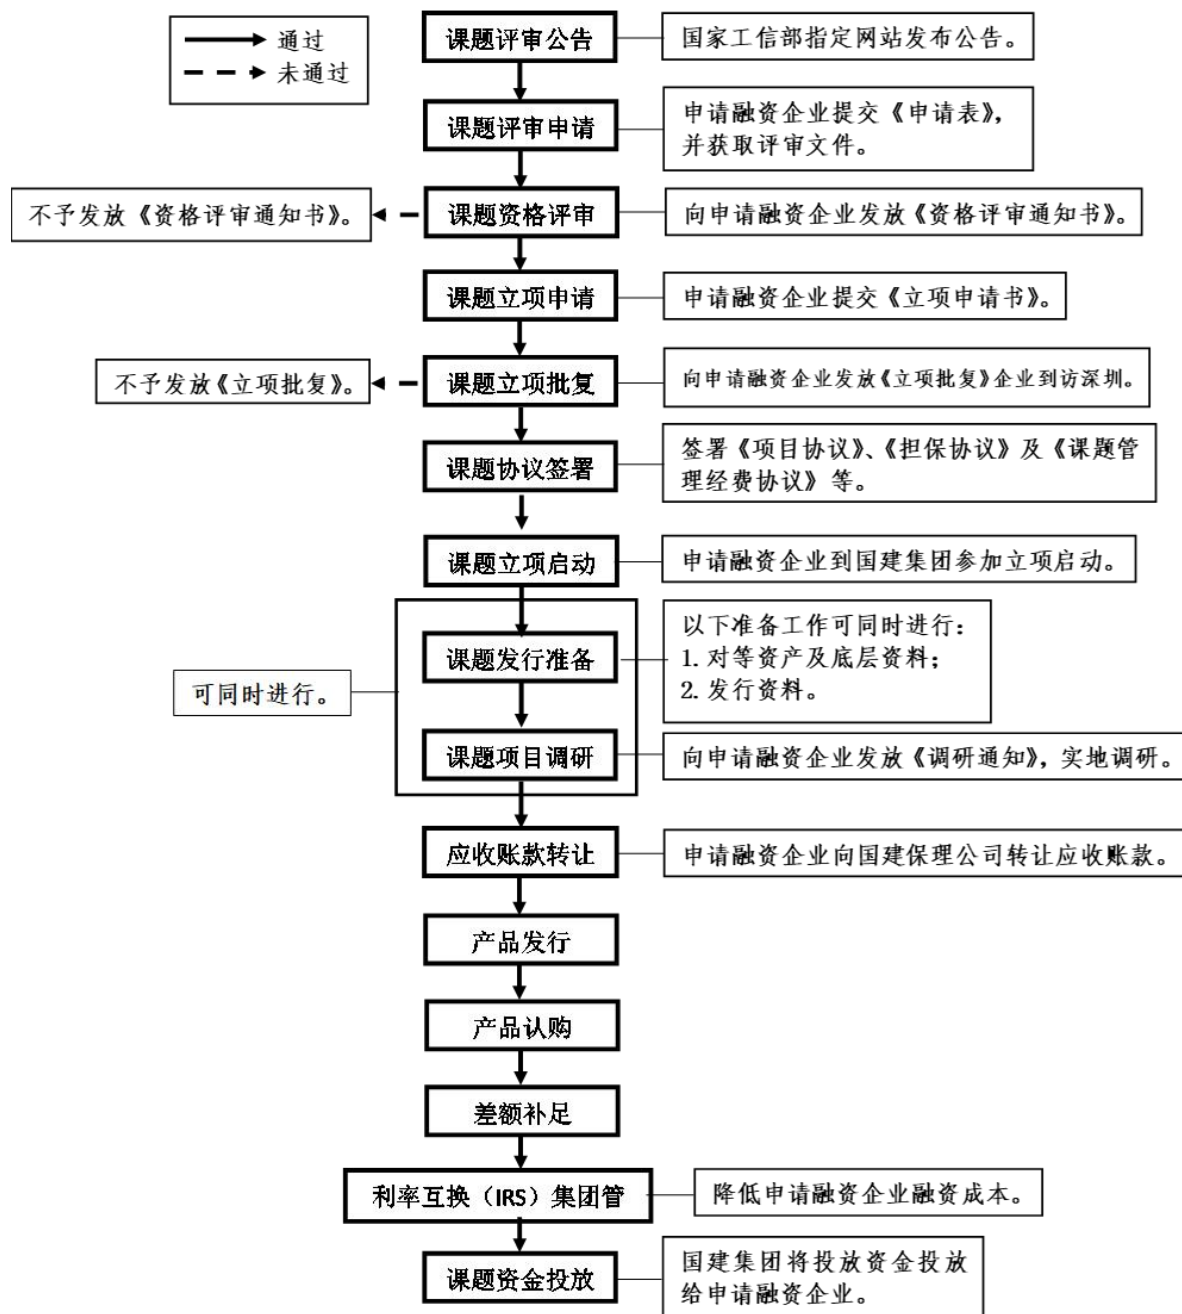 通过
未通过
课题评审公告
国家工信部指定网站发布公告。
课题评审申请
申请融资企业提交《申请表》,
并获取评审文件。
不予发放《资格评审通知书》。
课题资格评审
向申请融资企业发放《资格评审通知书》。
课题立项申请
申请融资企业提交《立项申请书》。
不予发放《立项批复》。
课题立项批复
向申请融资企业发放《立项批复》企业到访深圳。
课题协议签署
签署《项目协议》、《担保协议》及《课题管
理经费协议》等。
课题立项启动
申请融资企业到国建集团参加立项启动。
可同时进行。
课题发行准备
以下准备工作可同时进行:
1. 对等资产及底层资料;
2. 发行资料。
课题项目调研
向申请融资企业发放《调研通知》, 实地调研。
应收账款转让
申请融资企业向国建保理公司转让应收账款。
产品发行
产品认购
差额补足
利率互换（IRS）集团管
降低申请融资企业融资成本。
课题资金投放
国建集团将投放资金投放
给申请融资企业。